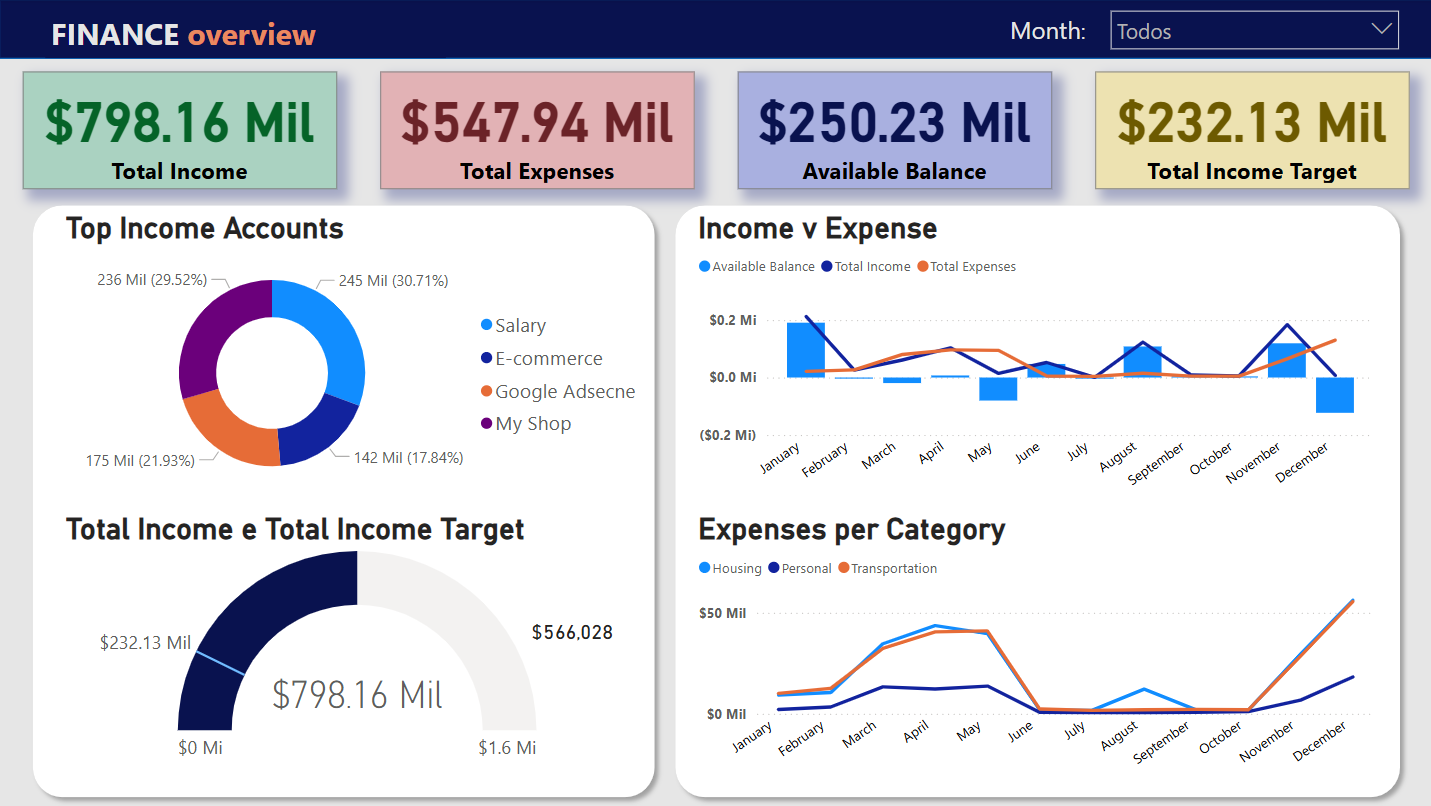 FINANCE overview
Month: Todos
$798.16 Mil
Total Income
$547.94 Mil
Total Expenses
$250.23 Mil
Available Balance
$232.13 Mil
Total Income Target
Top Income Accounts
236 Mil (29.52%)
245 Mil (30.71%)
175 Mil (21.93%)
142 Mil (17.84%)
Salary
E-commerce
Google Adsecne
My Shop
Income v Expense
Available Balance Total Income Total Expenses
$0.2 Mi
$0.0 Mi
($0.2 Mi)
January February March April May June July August September October November December
Total Income e Total Income Target
$232.13 Mil
$566,028
$798.16 Mil
$0 Mi
$1.6 Mi
Expenses per Category
Housing Personal Transportation
$50 Mil
$0 Mil
January February March April May June July August September October November December